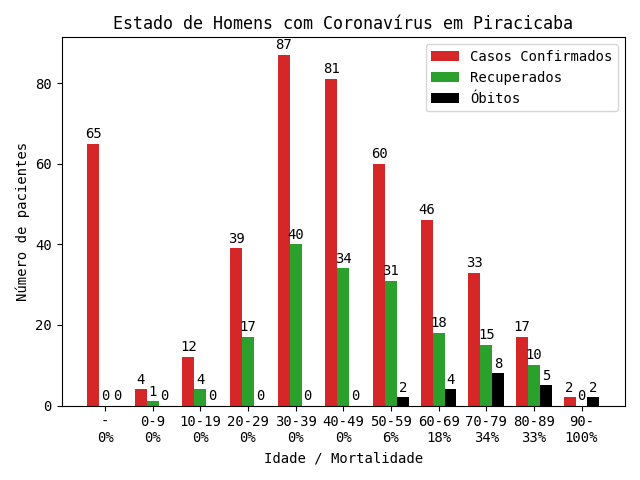 Estado de Homens com Coronavírus em Piracicaba
Casos Confirmados
Recuperados
Óbitos
Número de pacientes
80
60
40
20
0
65 0 0
4 1 0
12 4 0
39 17 0
87 40 0
81 34 0
60 31 2
46 18 4
33 15 8
17 10 5
2 0 2
- 0-9 10-19 20-29 30-39 40-49 50-59 60-69 70-79 80-89 90-
0% 0% 0% 0% 0% 0% 6% 18% 34% 33% 100%
Idade / Mortalidade